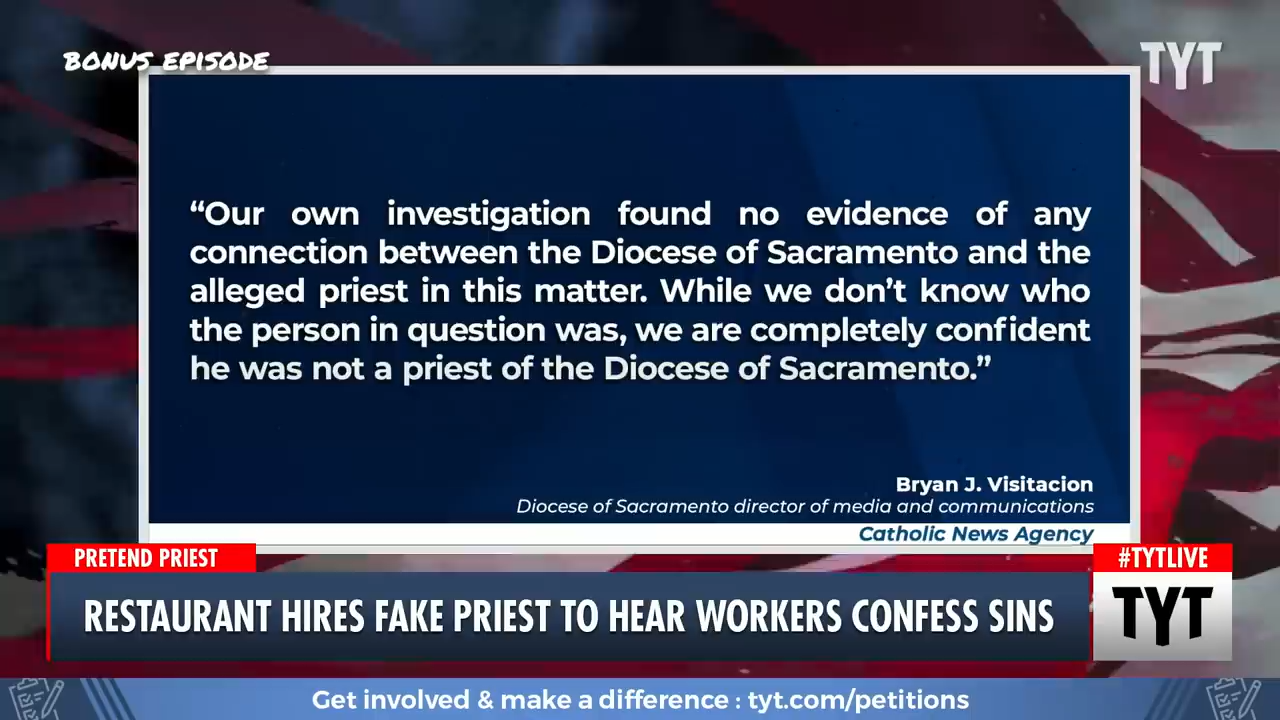 BONUS EPISODE
TYT
“Our own investigation found no evidence of any
connection between the Diocese of Sacramento and the
alleged priest in this matter. While we don’t know who
the person in question was, we are completely confident
he was not a priest of the Diocese of Sacramento.”
Bryan J. Visitacion
Diocese of Sacramento director of media and communications
Catholic News Agency
PRETEND PRIEST
#TYTLIVE
RESTAURANT HIRES FAKE PRIEST TO HEAR WORKERS CONFESS SINS
TYT
Get involved & make a difference : tyt.com/petitions